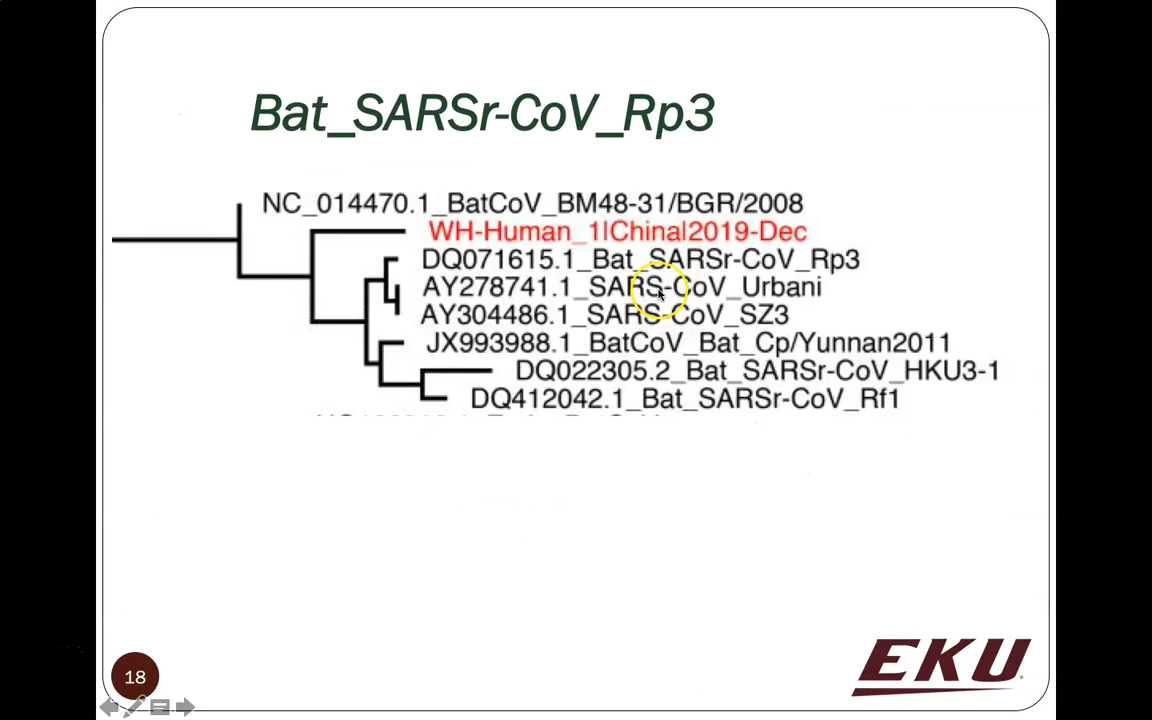 Bat_SARSr-CoV_Rp3
NC_014470.1_BatCoV_BM48-31/BGR/2008
WH-Human_1|China|2019-Dec
DQ071615.1_Bat_SARSr-CoV_Rp3
AY278741.1_SARS-CoV_Urbani
AY304486.1_SARS-CoV_SZ3
JX993988.1_BatCoV_Bat_Cp/Yunnan2011
DQ022305.2_Bat_SARSr-CoV_HKU3-1
DQ412042.1_Bat_SARSr-CoV_Rf1
18
EKU